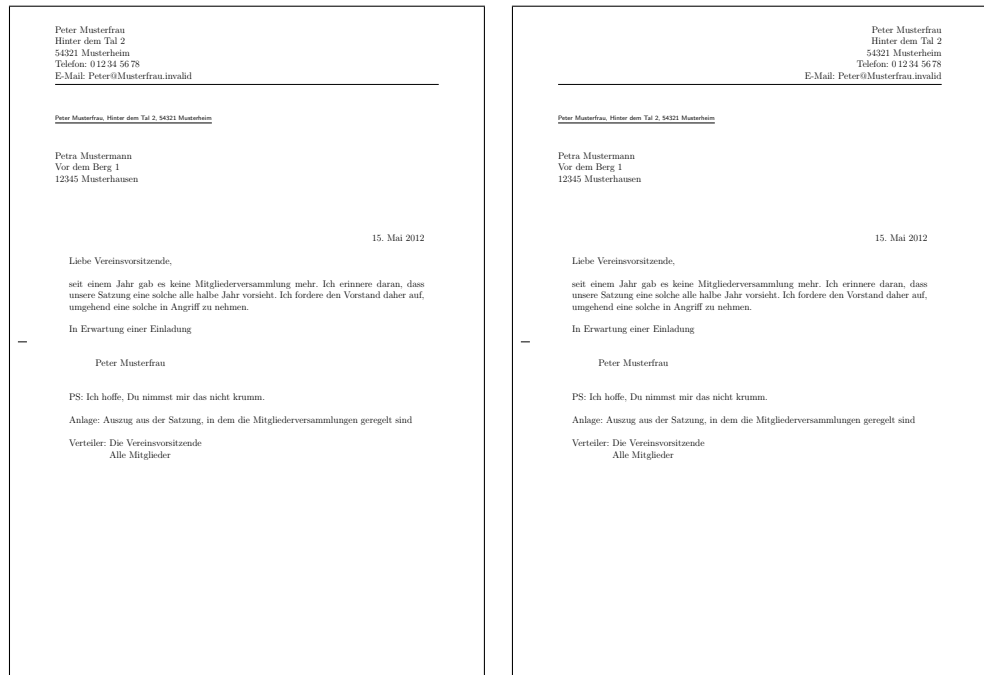 Peter Musterfrau
Hinter dem Tal 2
54321 Musterheim
Telefon: 0 12 34 56 78
E-Mail: Peter@Musterfrau.invalid
Peter Musterfrau, Hinter dem Tal 2, 54321 Musterheim
Petra Mustermann
Vor dem Berg 1
12345 Musterhausen
15. Mai 2012
Liebe Vereinsvorsitzende,
seit einem Jahr gab es keine Mitgliederversammlung mehr. Ich erinnere daran, dass
unsere Satzung eine solche alle halbe Jahr vorsieht. Ich fordere den Vorstand daher auf,
umgehend eine solche in Angriff zu nehmen.
In Erwartung einer Einladung
Peter Musterfrau
PS: Ich hoffe, Du nimmst mir das nicht krumm.
Anlage: Auszug aus der Satzung, in dem die Mitgliederversammlungen geregelt sind
Verteiler: Die Vereinsvorsitzende
Alle Mitglieder
Peter Musterfrau
Hinter dem Tal 2
54321 Musterheim
Telefon: 0 12 34 56 78
E-Mail: Peter@Musterfrau.invalid
Peter Musterfrau, Hinter dem Tal 2, 54321 Musterheim
Petra Mustermann
Vor dem Berg 1
12345 Musterhausen
15. Mai 2012
Liebe Vereinsvorsitzende,
seit einem Jahr gab es keine Mitgliederversammlung mehr. Ich erinnere daran, dass
unsere Satzung eine solche alle halbe Jahr vorsieht. Ich fordere den Vorstand daher auf,
umgehend eine solche in Angriff zu nehmen.
In Erwartung einer Einladung
Peter Musterfrau
PS: Ich hoffe, Du nimmst mir das nicht krumm.
Anlage: Auszug aus der Satzung, in dem die Mitgliederversammlungen geregelt sind
Verteiler: Die Vereinsvorsitzende
Alle Mitglieder